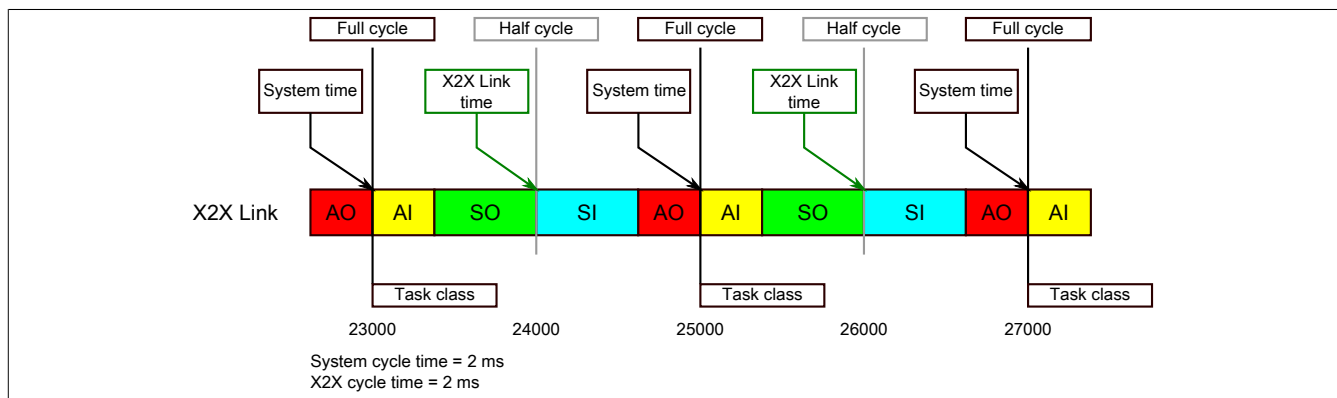 Full cycle
Half cycle
Full cycle
Half cycle
Full cycle
System time
X2X Link
time
System time
X2X Link
time
System time
X2X Link
AO
AI
SO
SI
AO
AI
SO
SI
AO
AI
Task class
Task class
Task class
23000
24000
25000
26000
27000
System cycle time = 2 ms
X2X cycle time = 2 ms